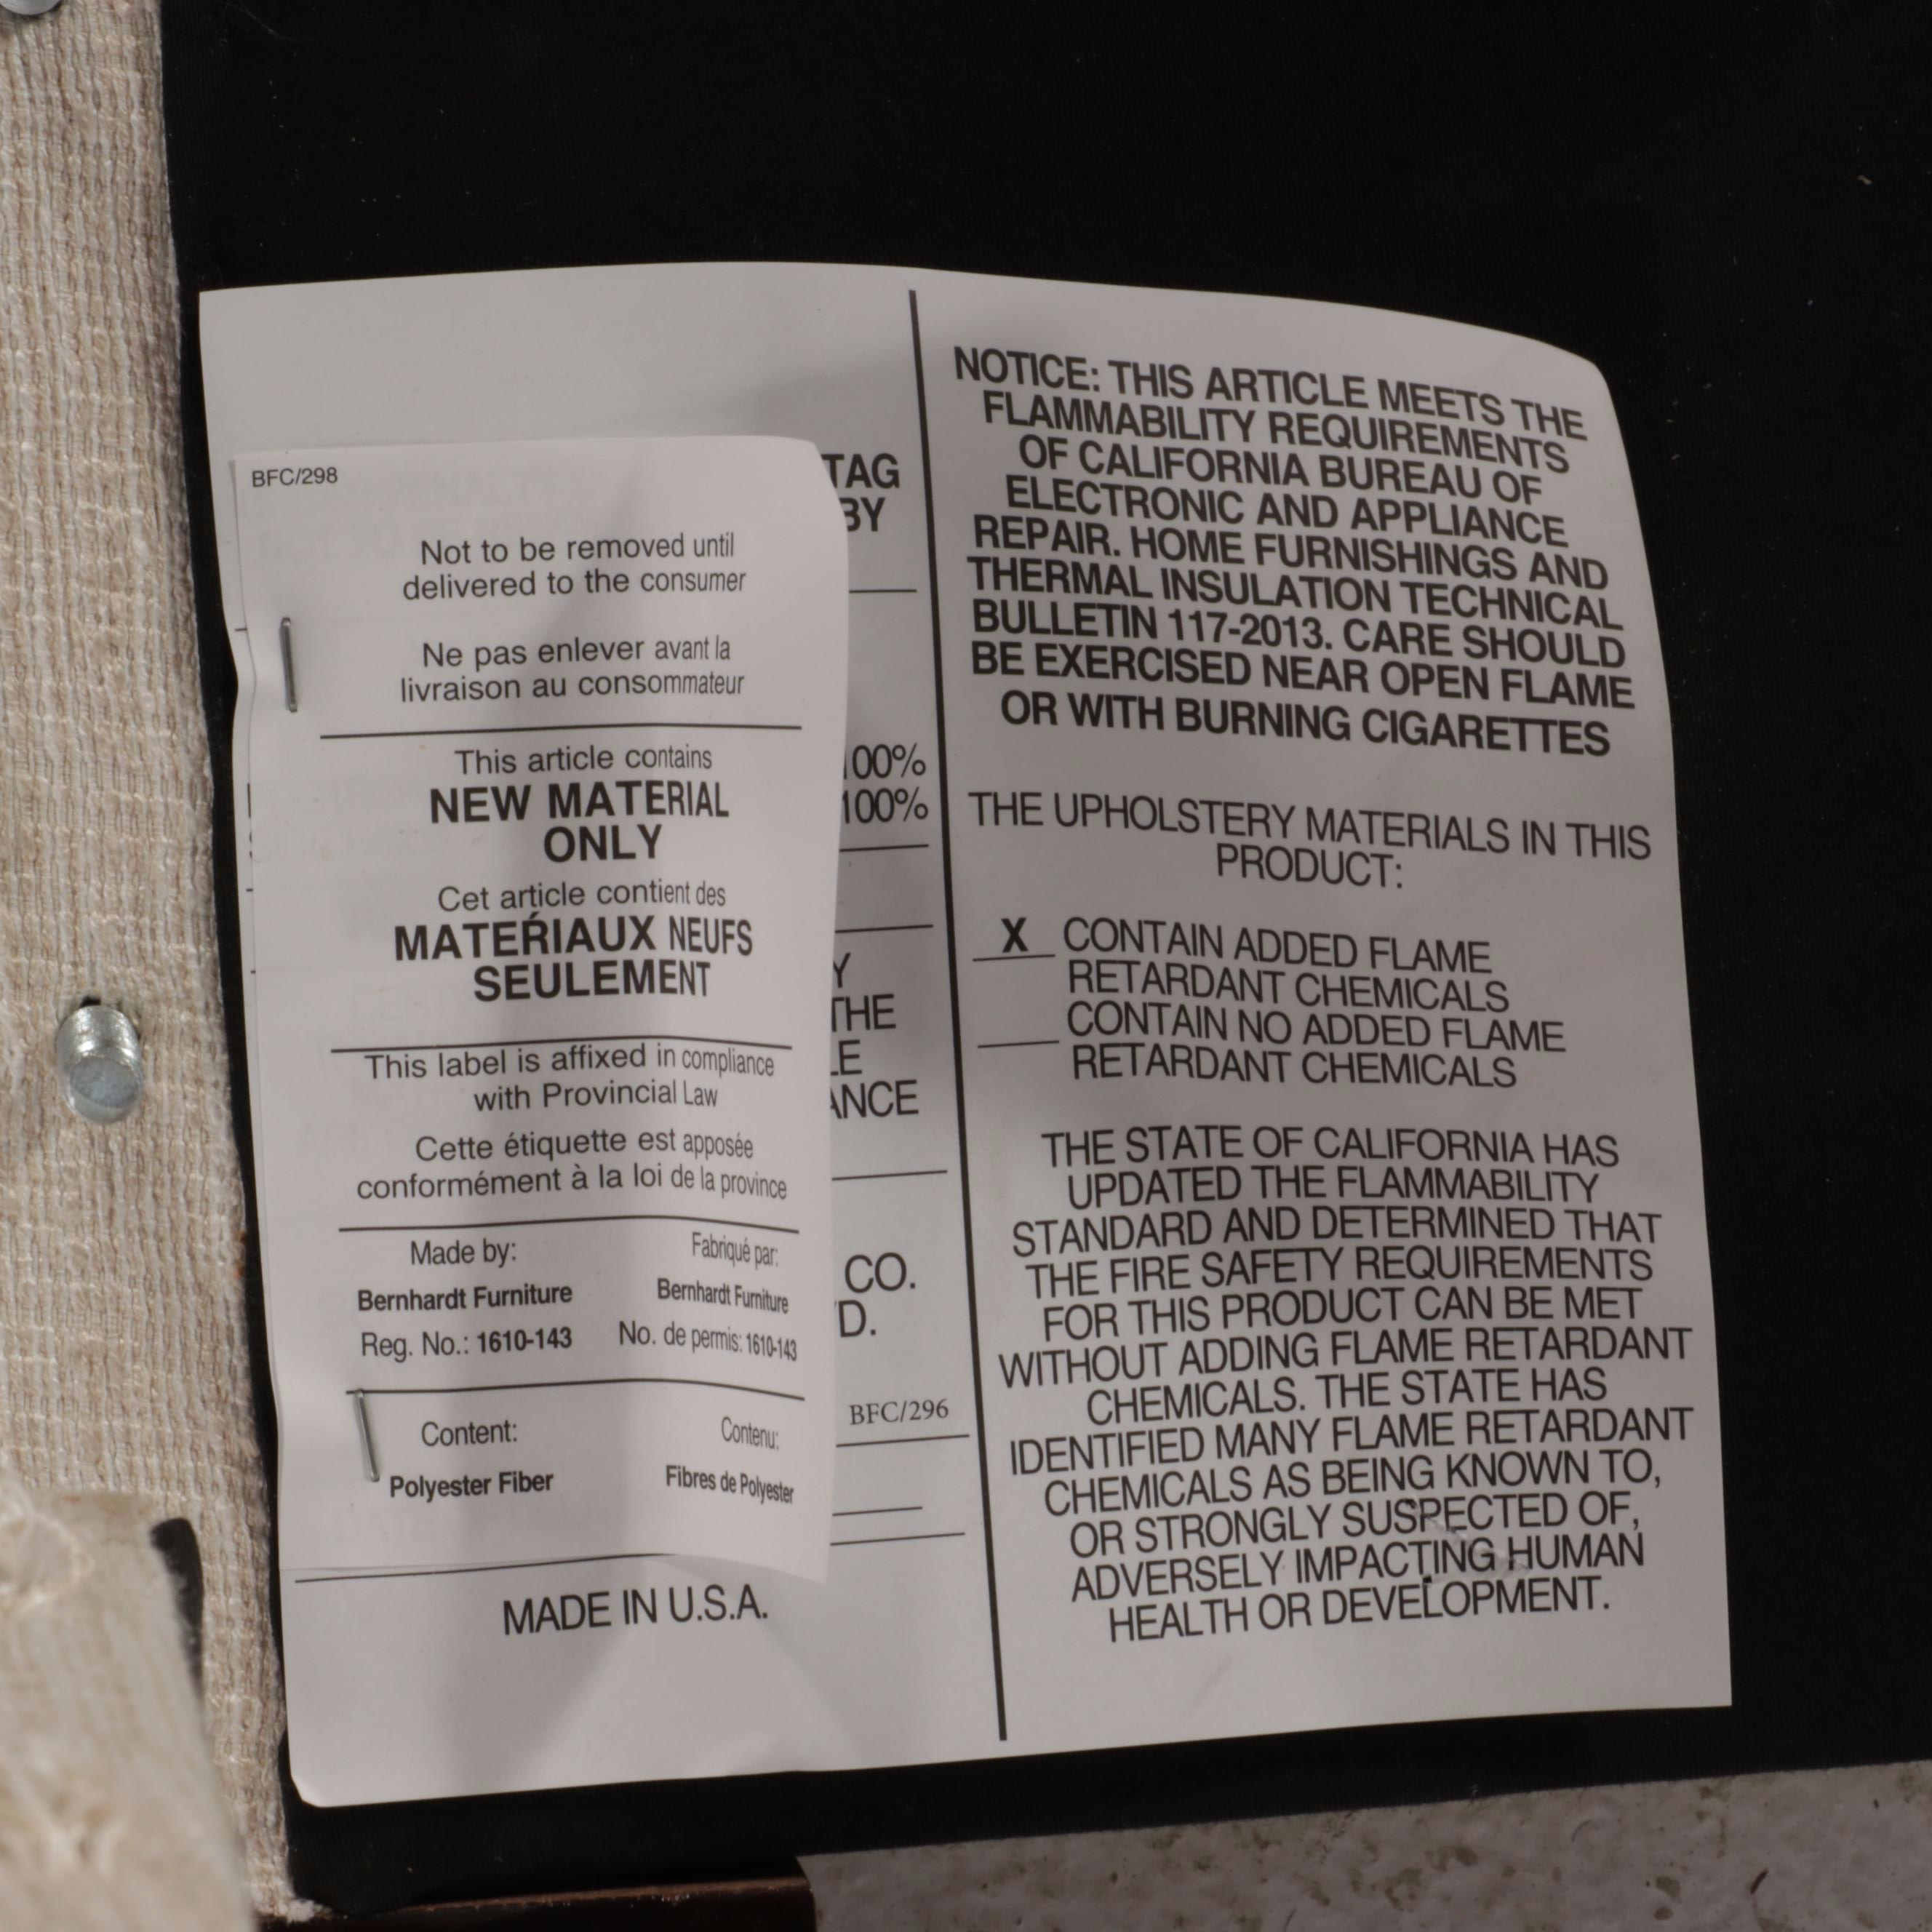 BFC/298
Not to be removed until
delivered to the consumer
Ne pas enlever avant la
livraison au consommateur
This article contains
NEW MATERIAL
ONLY
Cet article contient des
MATEŔIAUX NEUFS
SEULEMENT
This label is affixed in compliance
with Provincial Law
Cette étiquette est apposée
conformément à la loi de la province
Made by: Fabriqué par:
Bernhardt Furniture Bernhardt Furniture
Reg. No.: 1610-143 No. de permis: 1610-143
Content: Contenu:
Polyester Fiber Fibres de Polyester
TAG
BY
100%
100%
Y
THE
LE
ANCE
CO.
D.
BFC/296
MADE IN U.S.A.
NOTICE: THIS ARTICLE MEETS THE
FLAMMABILITY REQUIREMENTS
OF CALIFORNIA BUREAU OF
ELECTRONIC AND APPLIANCE
REPAIR. HOME FURNISHINGS AND
THERMAL INSULATION TECHNICAL
BULLETIN 117-2013. CARE SHOULD
BE EXERCISED NEAR OPEN FLAME
OR WITH BURNING CIGARETTES
THE UPHOLSTERY MATERIALS IN THIS
PRODUCT:
X CONTAIN ADDED FLAME
RETARDANT CHEMICALS
CONTAIN NO ADDED FLAME
RETARDANT CHEMICALS
THE STATE OF CALIFORNIA HAS
UPDATED THE FLAMMABILITY
STANDARD AND DETERMINED THAT
THE FIRE SAFETY REQUIREMENTS
FOR THIS PRODUCT CAN BE MET
WITHOUT ADDING FLAME RETARDANT
CHEMICALS. THE STATE HAS
IDENTIFIED MANY FLAME RETARDANT
CHEMICALS AS BEING KNOWN TO,
OR STRONGLY SUSPECTED OF,
ADVERSELY IMPACTING HUMAN
HEALTH OR DEVELOPMENT.